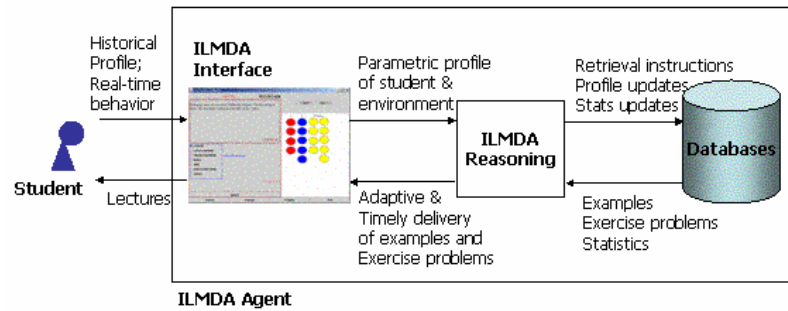 Historical
Profile;
Real-time
behavior
Student
Lectures
ILMDA
Interface
Parametric profile
of student &
environment
Adaptive &
Timely delivery
of examples and
Exercise problems
ILMDA
Reasoning
Retrieval instructions
Profile updates
Stats updates
Examples
Exercise problems
Statistics
Databases
ILMDA Agent